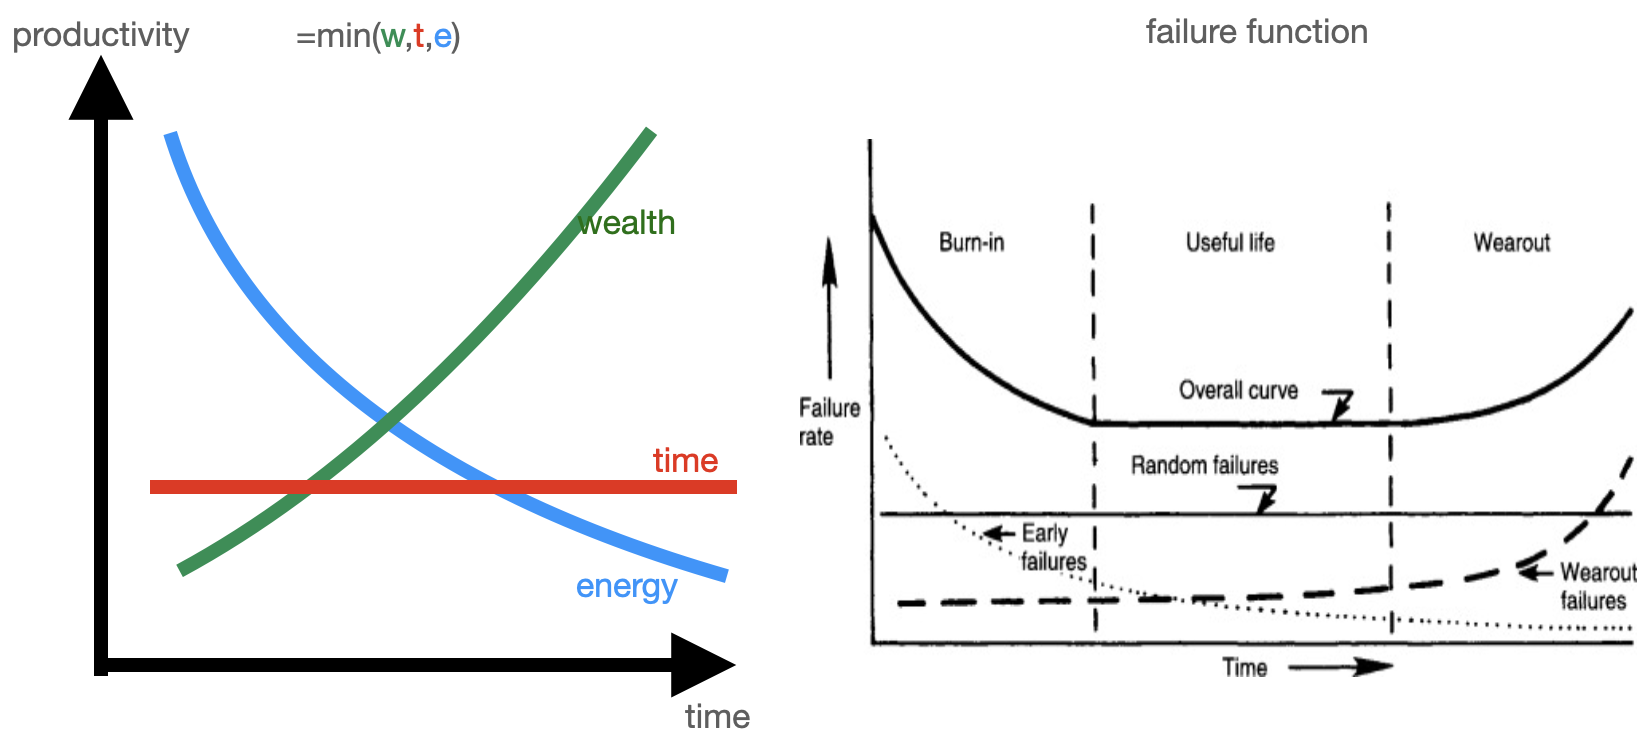 productivity
=min(w,t,e)
wealth
time
energy
time
failure function
Burn-in
Useful life
Wearout
Overall curve
Failure
rate
Random failures
Early
failures
Wearout
failures
Time